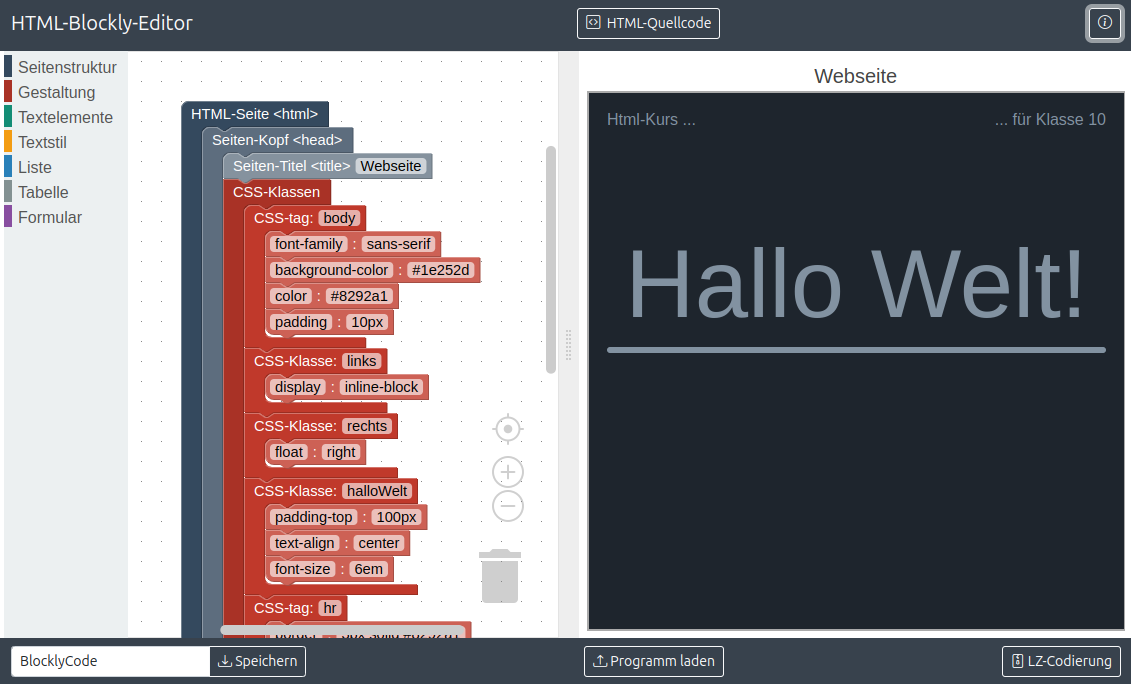 HTML-Blockly-Editor
HTML-Quellcode
Seitenstruktur
Gestaltung
Textelemente
Textstil
Liste
Tabelle
Formular
HTML-Seite <html>
Seiten-Kopf <head>
Seiten-Titel <title> Webseite
CSS-Klassen
CSS-tag: body
font-family : sans-serif
background-color : #1e252d
color : #8292a1
padding : 10px
CSS-Klasse: links
display : inline-block
CSS-Klasse: rechts
float : right
CSS-Klasse: halloWelt
padding-top : 100px
text-align : center
font-size : 6em
CSS-tag: hr
Webseite
Html-Kurs ...
... für Klasse 10
Hallo Welt!
BlocklyCode
Speichern
Programm laden
LZ-Codierung